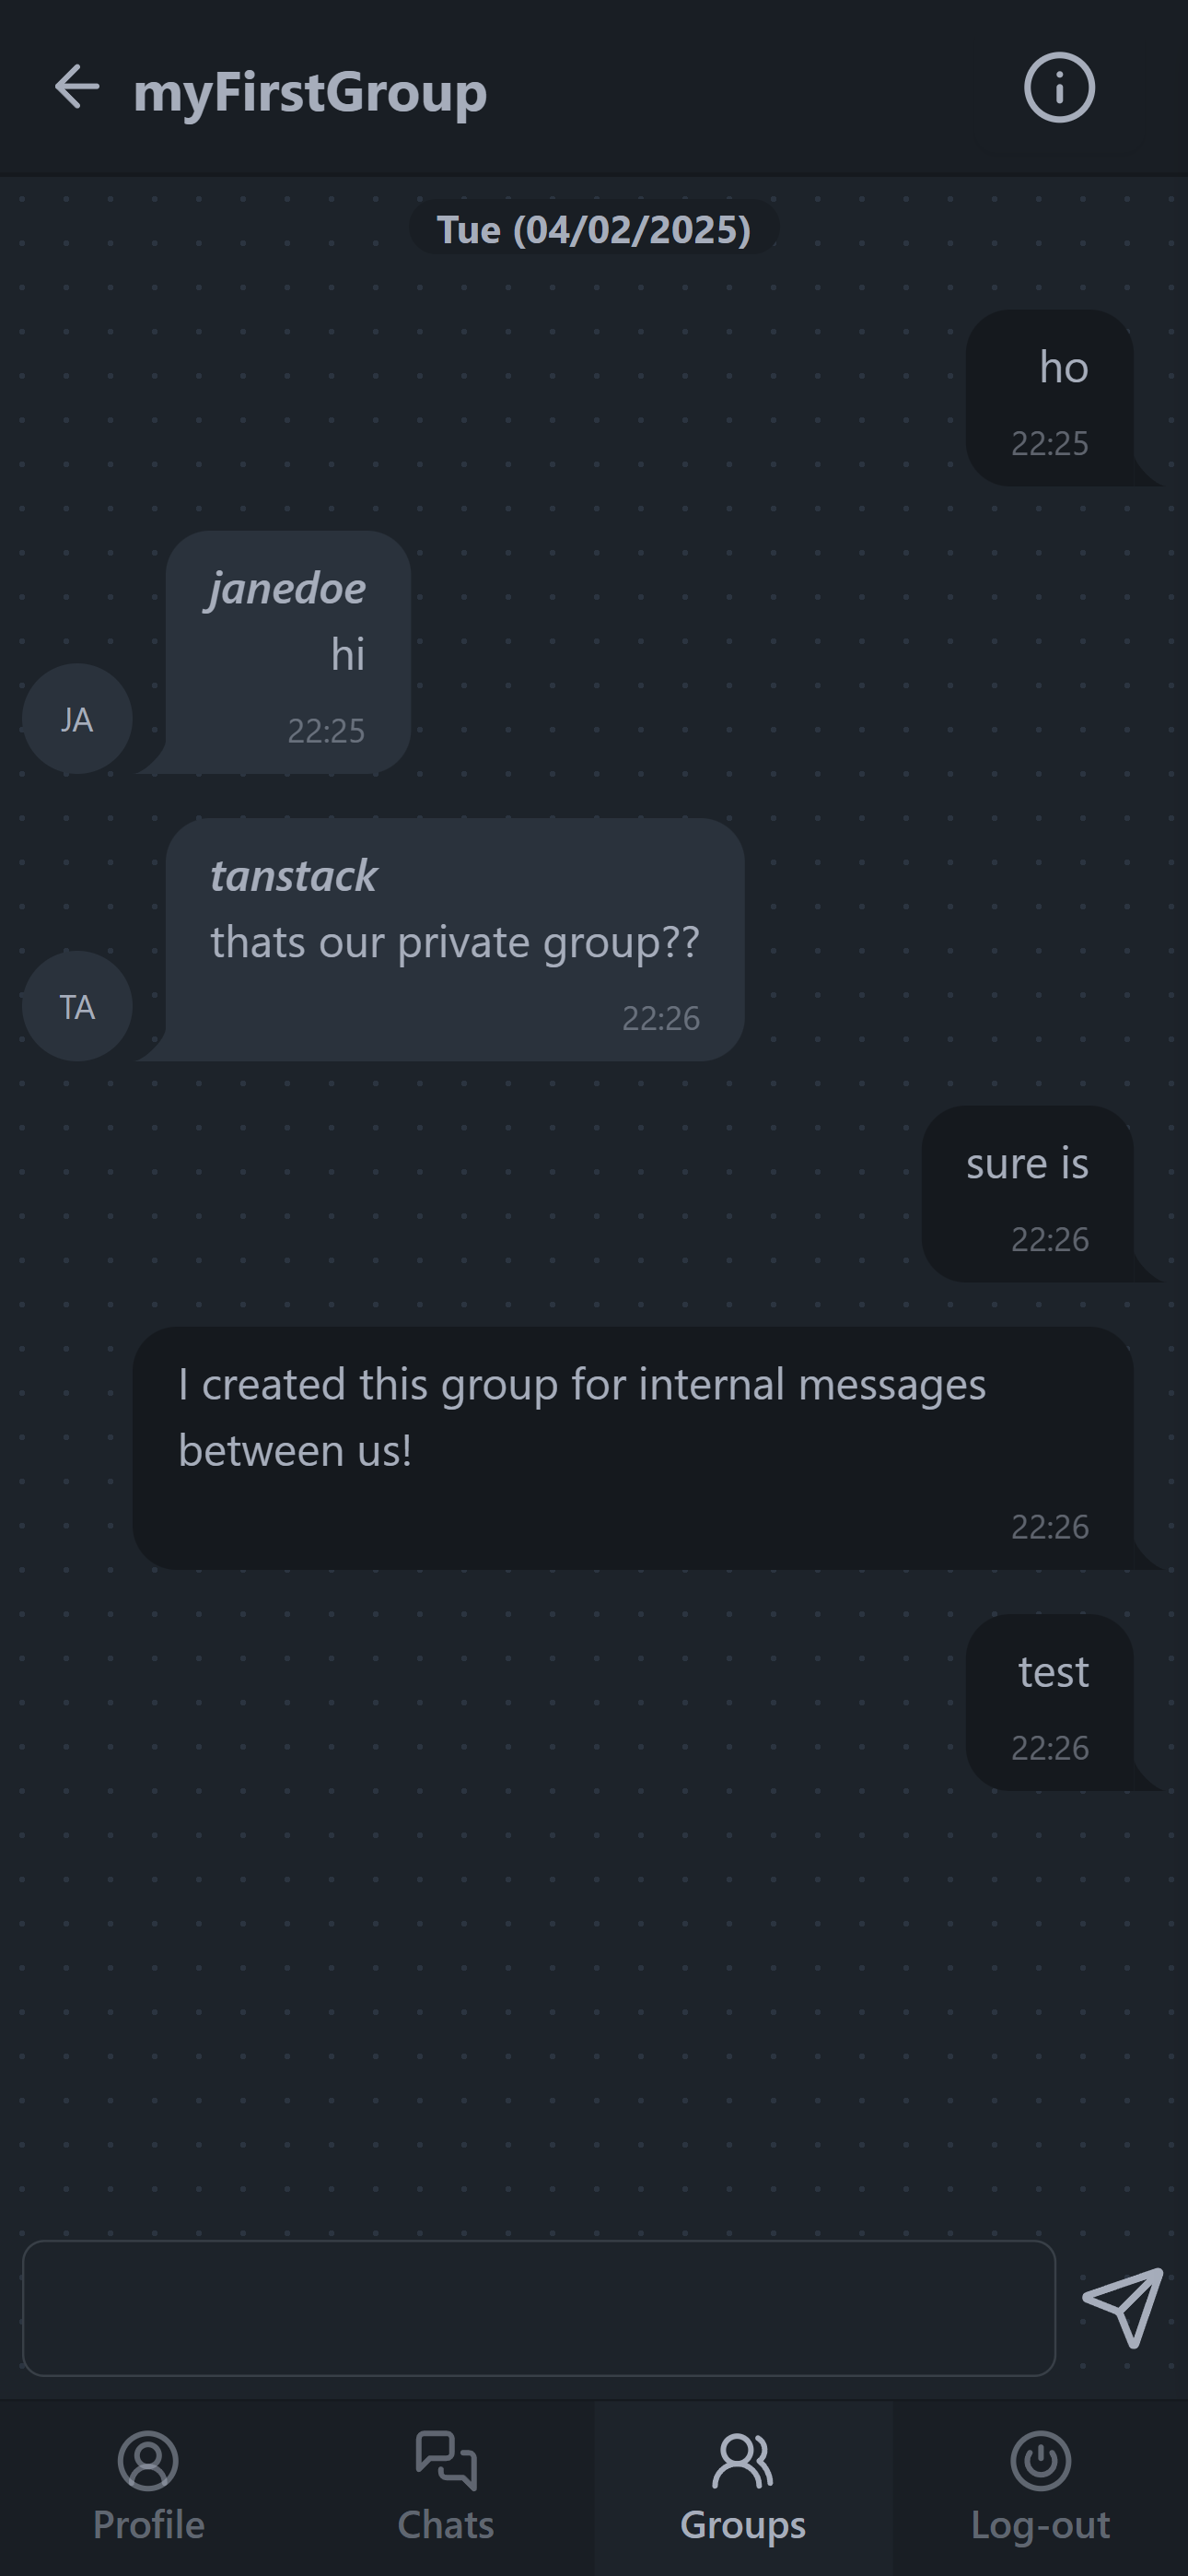 myFirstGroup
Tue (04/02/2025)
ho
22:25
janedoe
hi
22:25
JA
tanstack
thats our private group??
22:26
TA
sure is
22:26
I created this group for internal messages
between us!
22:26
test
22:26
Profile
Chats
Groups
Log-out